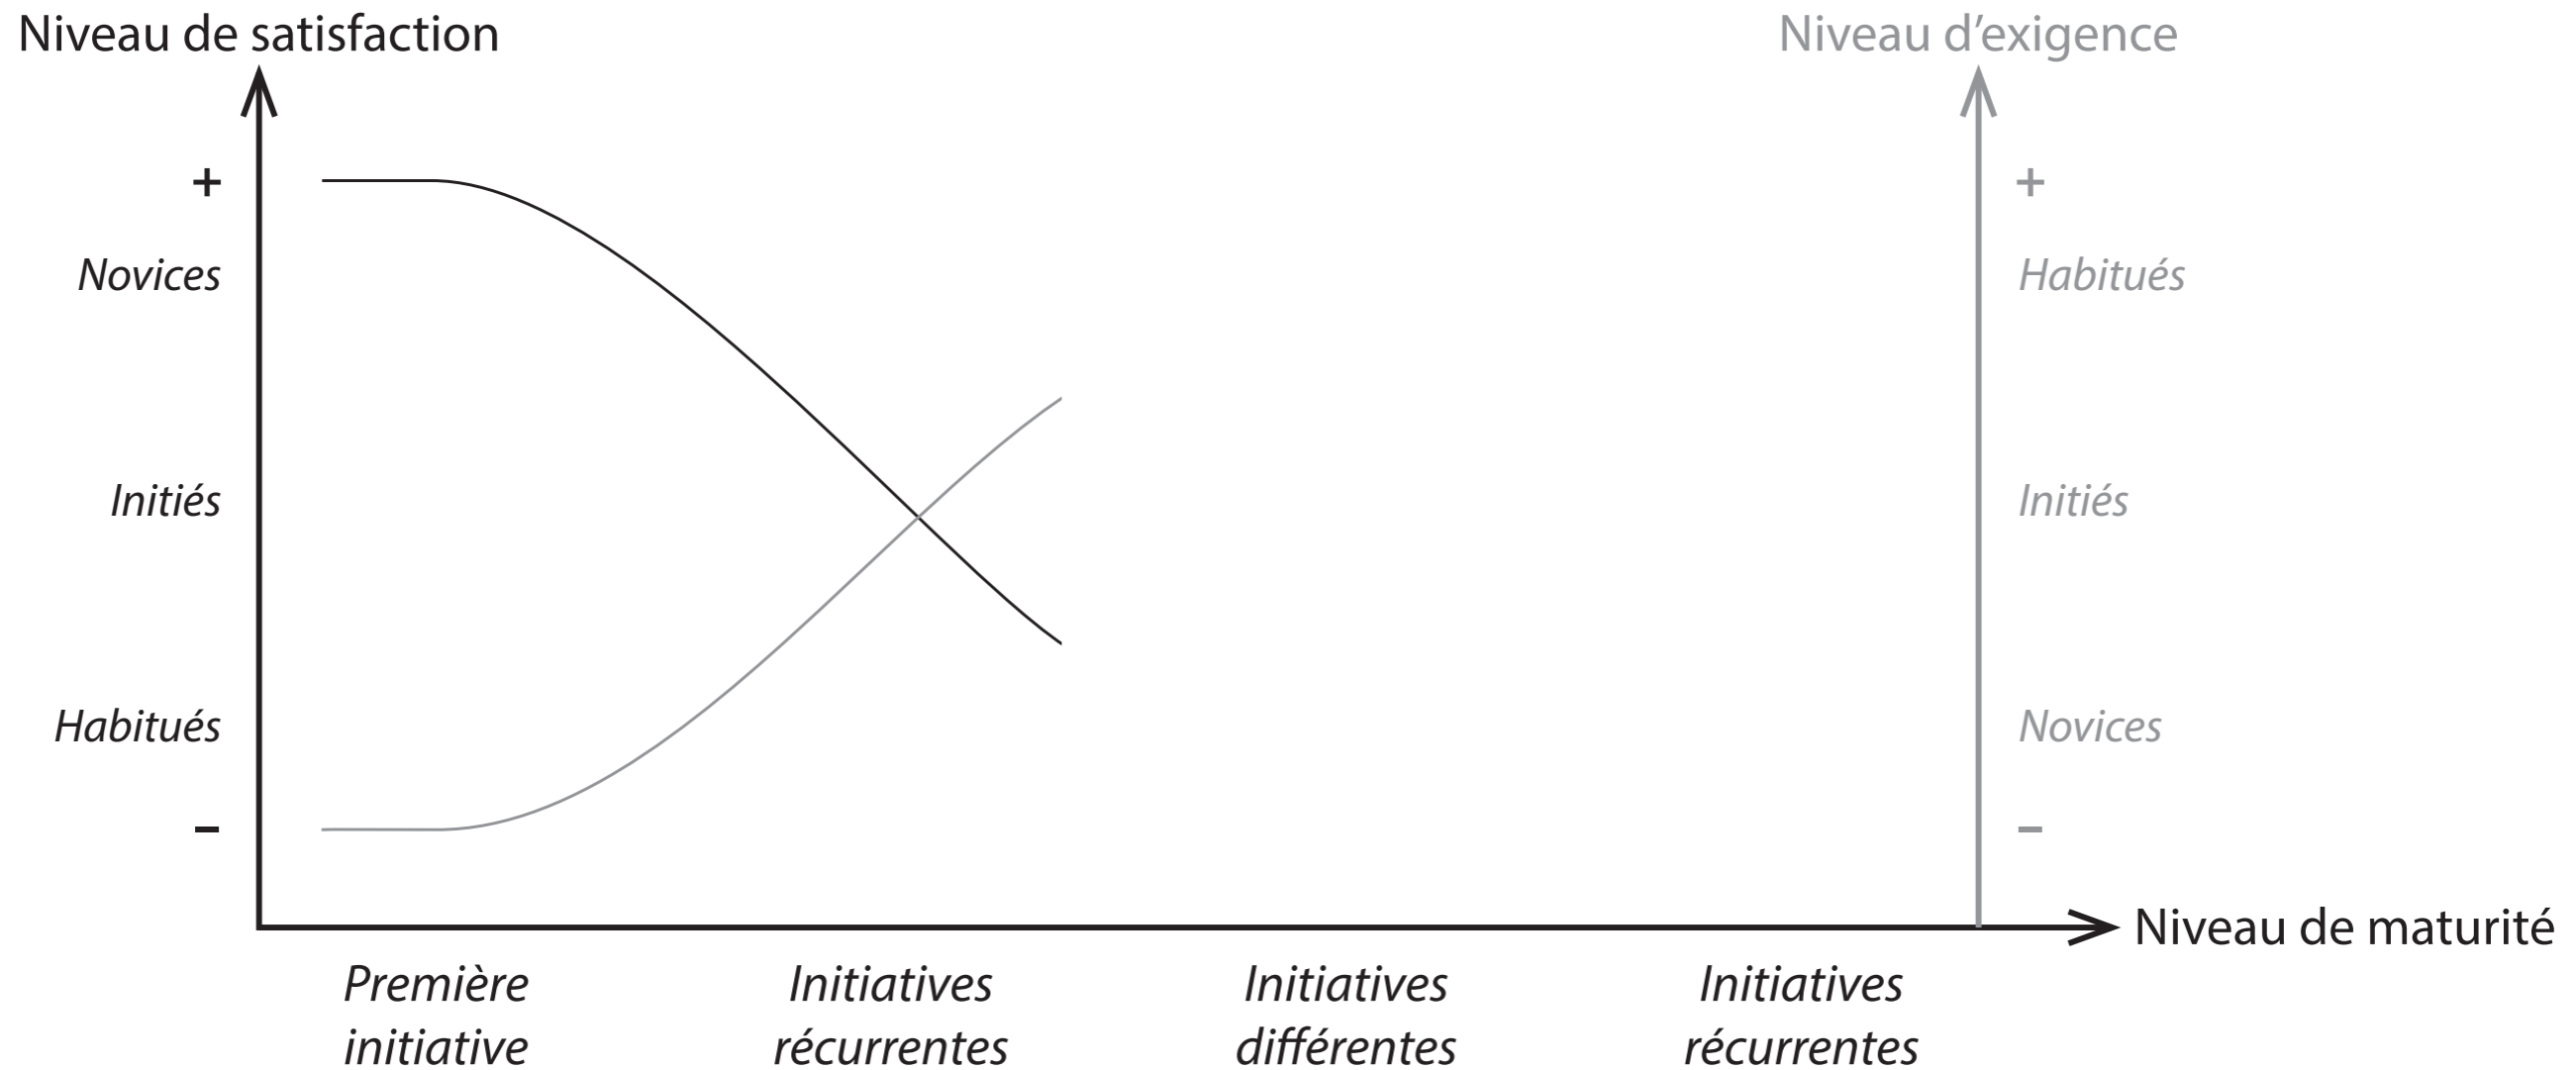 Niveau de satisfaction
Niveau d’exigence
+
Novices
Initiés
Habitués
–
+
Habitués
Initiés
Novices
–
Niveau de maturité
Première
initiative
Initiatives
récurrentes
Initiatives
différentes
Initiatives
récurrentes